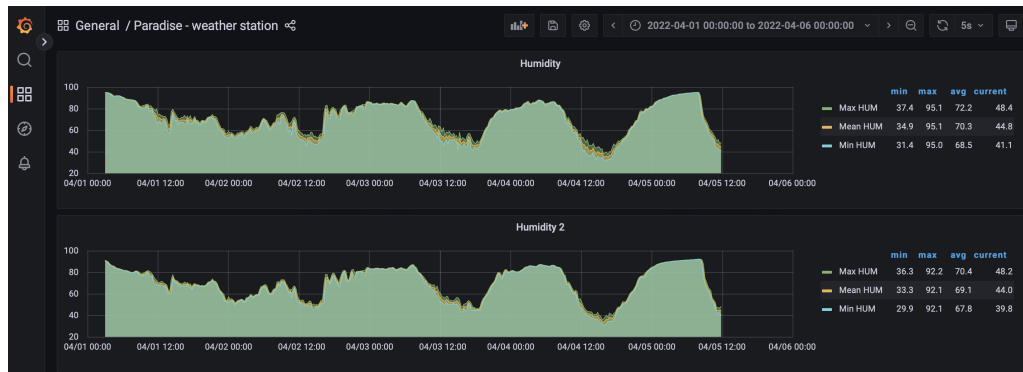 General / Paradise - weather station
2022-04-01 00:00:00 to 2022-04-06 00:00:00
5s
Humidity
100
80
60
40
20
04/01 00:00 04/01 12:00 04/02 00:00 04/02 12:00 04/03 00:00 04/03 12:00 04/04 00:00 04/04 12:00 04/05 00:00 04/05 12:00 04/06 00:00
min max avg current
Max HUM 37.4 95.1 72.2 48.4
Mean HUM 34.9 95.1 70.3 44.8
Min HUM 31.4 95.0 68.5 41.1
Humidity 2
100
80
60
40
20
04/01 00:00 04/01 12:00 04/02 00:00 04/02 12:00 04/03 00:00 04/03 12:00 04/04 00:00 04/04 12:00 04/05 00:00 04/05 12:00 04/06 00:00
min max avg current
Max HUM 36.3 92.2 70.4 48.2
Mean HUM 33.3 92.1 69.1 44.0
Min HUM 29.9 92.1 67.8 39.8